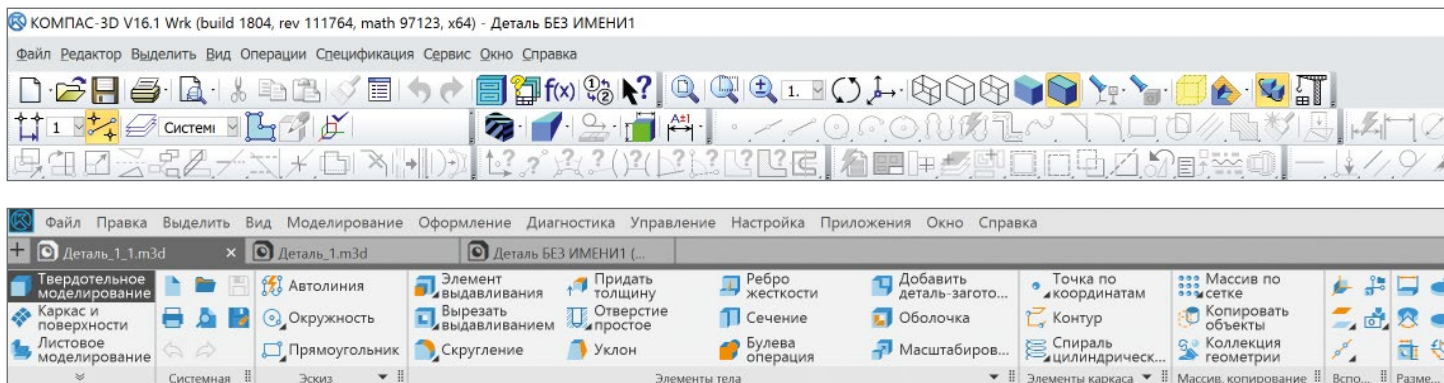 КОМПАС-3D V16.1 Wrk (build 1804, rev 111764, math 97123, x64) - Деталь БЕЗ ИМЕНИ1
Файл Редактор Выделить Вид Операции Спецификация Сервис Окно Справка
f(x) 1.
1 Системн
Файл Правка Выделить Вид Моделирование Оформление Диагностика Управление Настройка Приложения Окно Справка
Деталь_1_1.m3d × Деталь_1.m3d Деталь БЕЗ ИМЕНИ1 (...
Твердотельное моделирование
Каркас и поверхности
Листовое моделирование
Системная
Автолиния
Окружность
Прямоугольник
Эскиз
Элемент выдавливания
Вырезать выдавливанием
Скругление
Придать толщину
Отверстие простое
Уклон
Ребро жесткости
Сечение
Булева операция
Добавить деталь-загото...
Оболочка
Масштабиров...
Элементы тела
Точка по координатам
Контур
Спираль цилиндрическ...
Элементы каркаса
Массив по сетке
Копировать объекты
Коллекция геометрии
Массив, копирование
Вспо...
Разме...